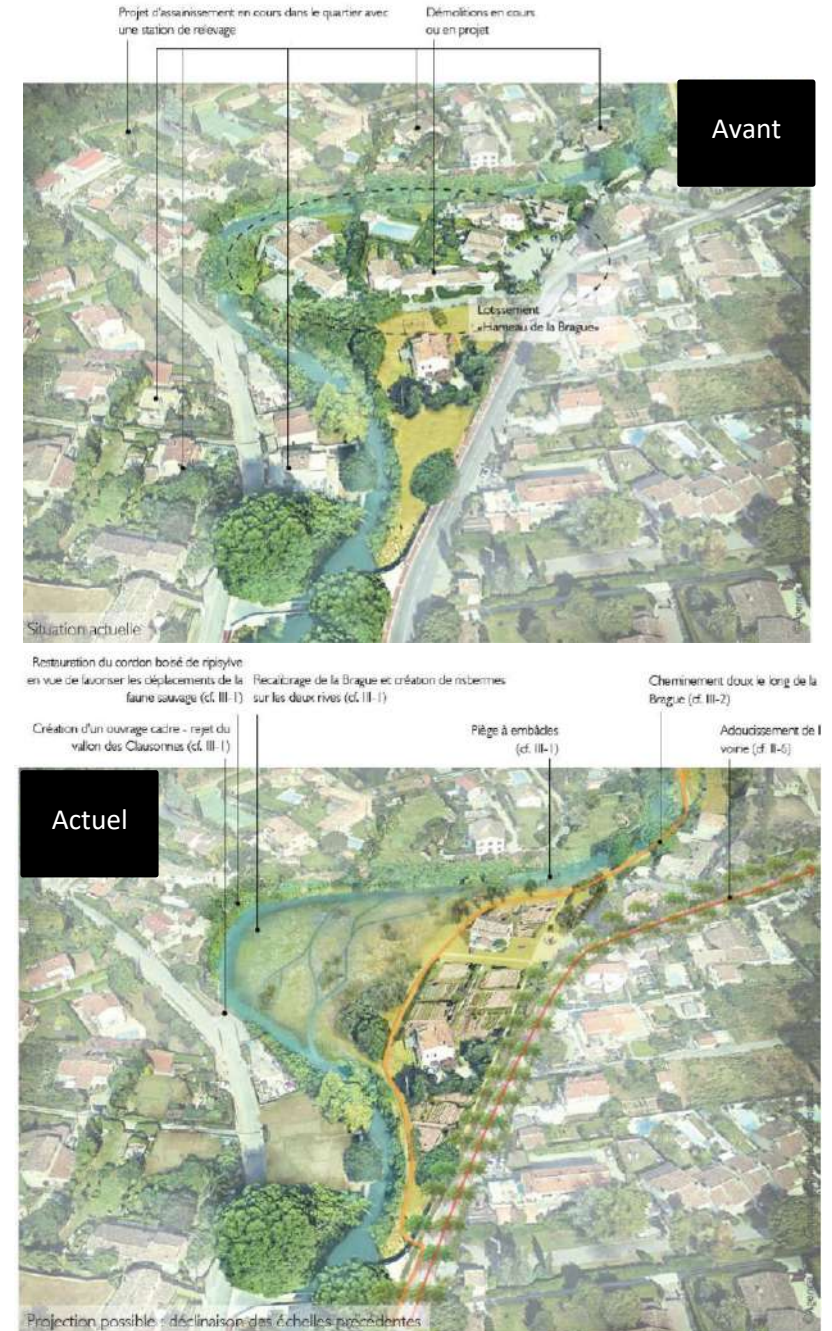 Projet d'assainissement en cours dans le quartier avec
une station de relevage
Démolitions en cours
ou en projet
Avant
Lotissement
«Hameau de la Brague»
Situation actuelle
Restauration du cordon boisé de ripisylve
en vue de favoriser les déplacements de la
faune sauvage (cf. III-1)
Recalibrage de la Brague et création de risbermes
sur les deux rives (cf. III-1)
Cheminement doux le long de la
Brague (cf. III-2)
Création d'un ouvrage cadre - rejet du
vallon des Clausonnes (cf. III-1)
Piège à embâcles
(cf. III-1)
Adoucissement de l
voirie (cf. II-6)
Actuel
Projection possible : déclinaison des échelles précédentes